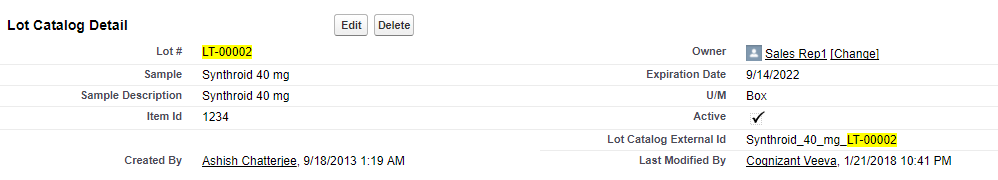 Lot Catalog Detail Edit Delete
Lot # LT-00002 Owner Sales Rep1 [Change]
Sample Synthroid 40 mg Expiration Date 9/14/2022
Sample Description Synthroid 40 mg U/M Box
Item Id 1234 Active
Lot Catalog External Id Synthroid_40_mg_LT-00002
Created By Ashish Chatterjee, 9/18/2013 1:19 AM Last Modified By Cognizant Veeva, 1/21/2018 10:41 PM